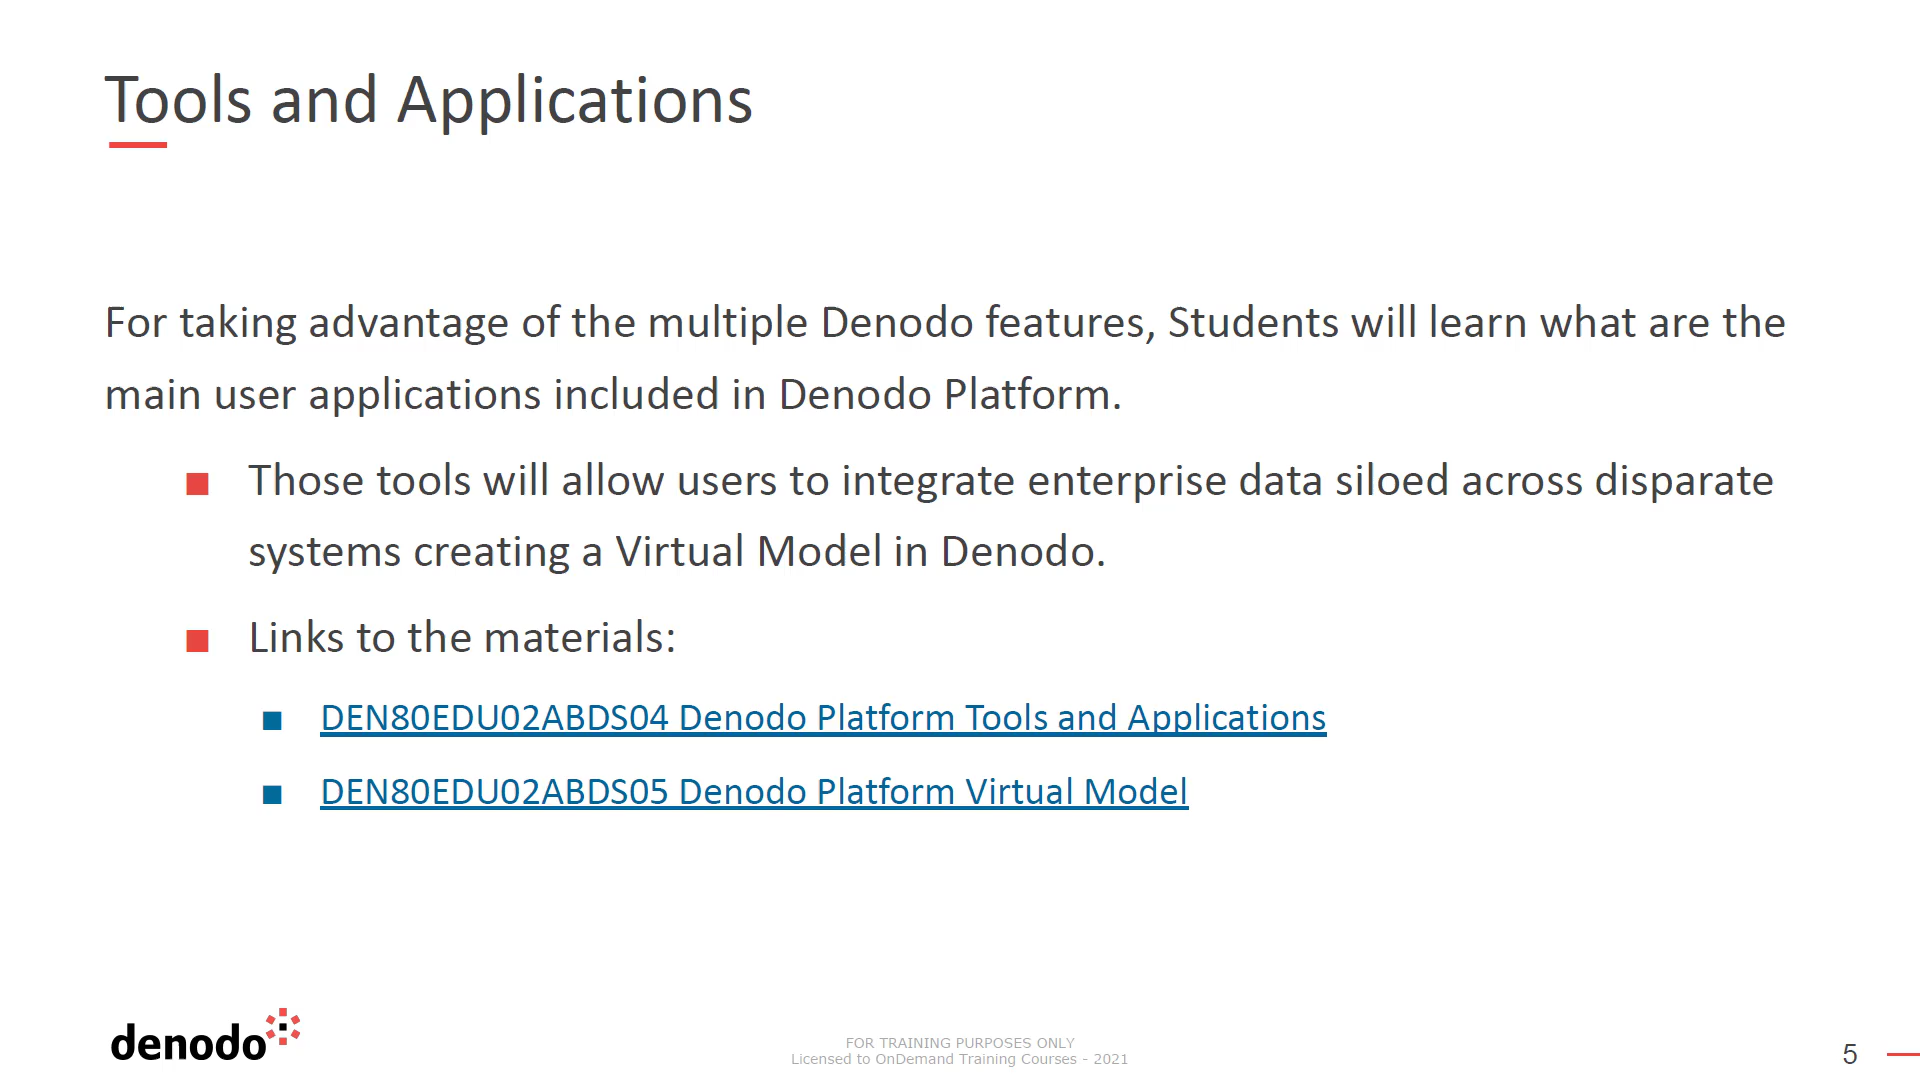 Tools and Applications
For taking advantage of the multiple Denodo features, Students will learn what are the
main user applications included in Denodo Platform.
Those tools will allow users to integrate enterprise data siloed across disparate
systems creating a Virtual Model in Denodo.
Links to the materials:
DEN80EDU02ABDS04 Denodo Platform Tools and Applications
DEN80EDU02ABDS05 Denodo Platform Virtual Model
denodo
FOR TRAINING PURPOSES ONLY
Licensed to OnDemand Training Courses - 2021
5